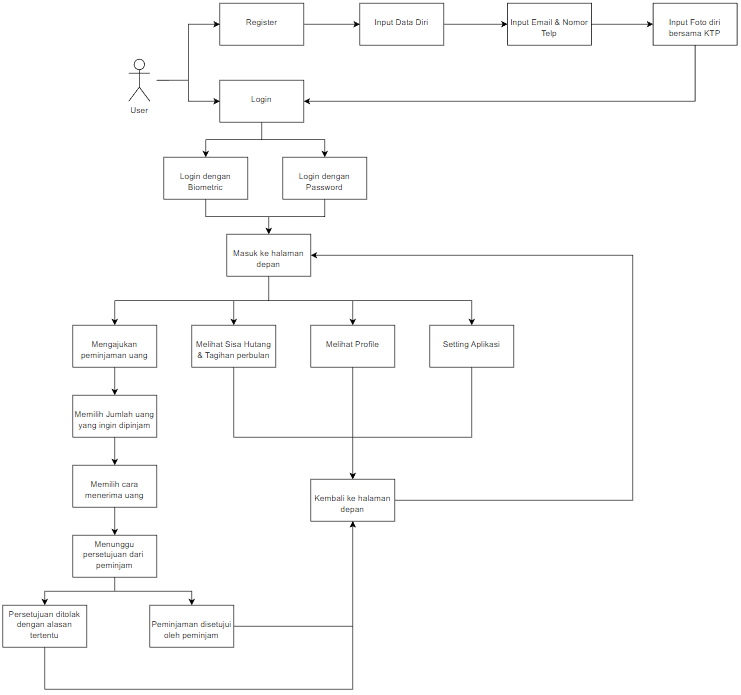 Register
Input Data Diri
Input Email & Nomor
Telp
Input Foto diri
bersama KTP
User
Login
Login dengan
Biometric
Login dengan
Password
Masuk ke halaman
depan
Mengajukan
peminjaman uang
Melihat Sisa Hutang
& Tagihan perbulan
Melihat Profile
Setting Aplikasi
Memilih Jumlah uang
yang ingin dipinjam
Memilih cara
menerima uang
Kembali ke halaman
depan
Menunggu
persetujuan dari
peminjam
Persetujuan ditolak
dengan alasan
tertentu
Peminjaman disetujui
oleh peminjam